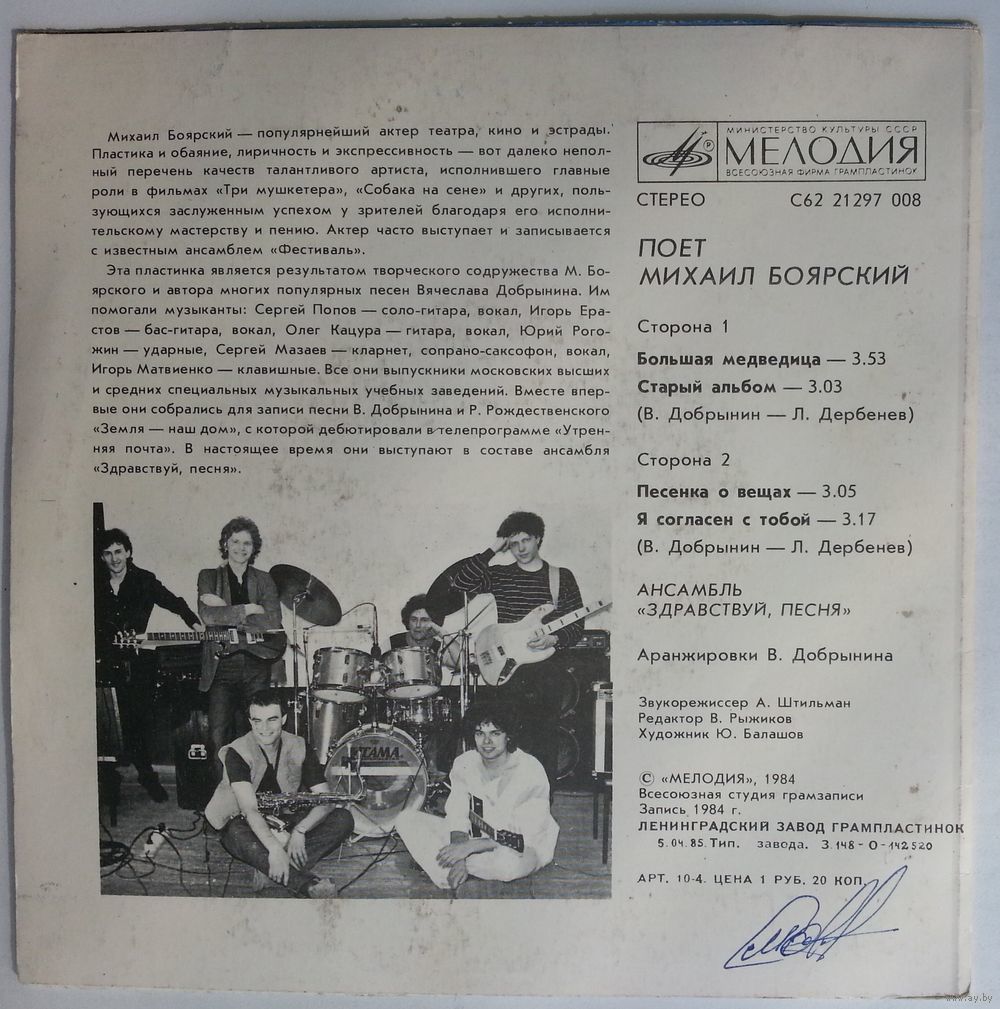 Михаил Боярский — популярнейший актер театра, кино и эстрады.
Пластика и обаяние, лиричность и экспрессивность — вот далеко непол-
ный перечень качеств талантливого артиста, исполнившего главные
роли в фильмах «Три мушкетера», «Собака на сене» и других, поль-
зующихся заслуженным успехом у зрителей благодаря его исполни-
тельскому мастерству и пению. Актер часто выступает и записывается
с известным ансамблем «Фестиваль».
Эта пластинка является результатом творческого содружества М. Бо-
ярского и автора многих популярных песен Вячеслава Добрынина. Им
помогали музыканты: Сергей Попов — соло-гитара, вокал, Игорь Ера-
стов — бас-гитара, вокал, Олег Кацура — гитара, вокал, Юрий Рого-
жин — ударные, Сергей Мазаев — кларнет, сопрано-саксофон, вокал,
Игорь Матвиенко — клавишные. Все они выпускники московских высших
и средних специальных музыкальных учебных заведений. Вместе впер-
вые они собрались для записи песни В. Добрынина и Р. Рождественского
«Земля — наш дом», с которой дебютировали в телепрограмме «Утрен-
няя почта». В настоящее время они выступают в составе ансамбля
«Здравствуй, песня».
TAMA
МИНИСТЕРСТВО КУЛЬТУРЫ СССР
МЕЛОДИЯ
ВСЕСОЮЗНАЯ ФИРМА ГРАМПЛАСТИНОК
СТЕРЕО С62 21297 008
ПОЕТ
МИХАИЛ БОЯРСКИЙ
Сторона 1
Большая медведица — 3.53
Старый альбом — 3.03
(В. Добрынин — Л. Дербенев)
Сторона 2
Песенка о вещах — 3.05
Я согласен с тобой — 3.17
(В. Добрынин — Л. Дербенев)
АНСАМБЛЬ
«ЗДРАВСТВУЙ, ПЕСНЯ»
Аранжировки В. Добрынина
Звукорежиссер А. Штильман
Редактор В. Рыжиков
Художник Ю. Балашов
© «МЕЛОДИЯ», 1984
Всесоюзная студия грамзаписи
Запись 1984 г.
ЛЕНИНГРАДСКИЙ ЗАВОД ГРАМПЛАСТИНОК
5.04.85. Тип. завода. З 148-О-142520
АРТ. 10-4. ЦЕНА 1 РУБ. 20 КОП.
www.ay.by